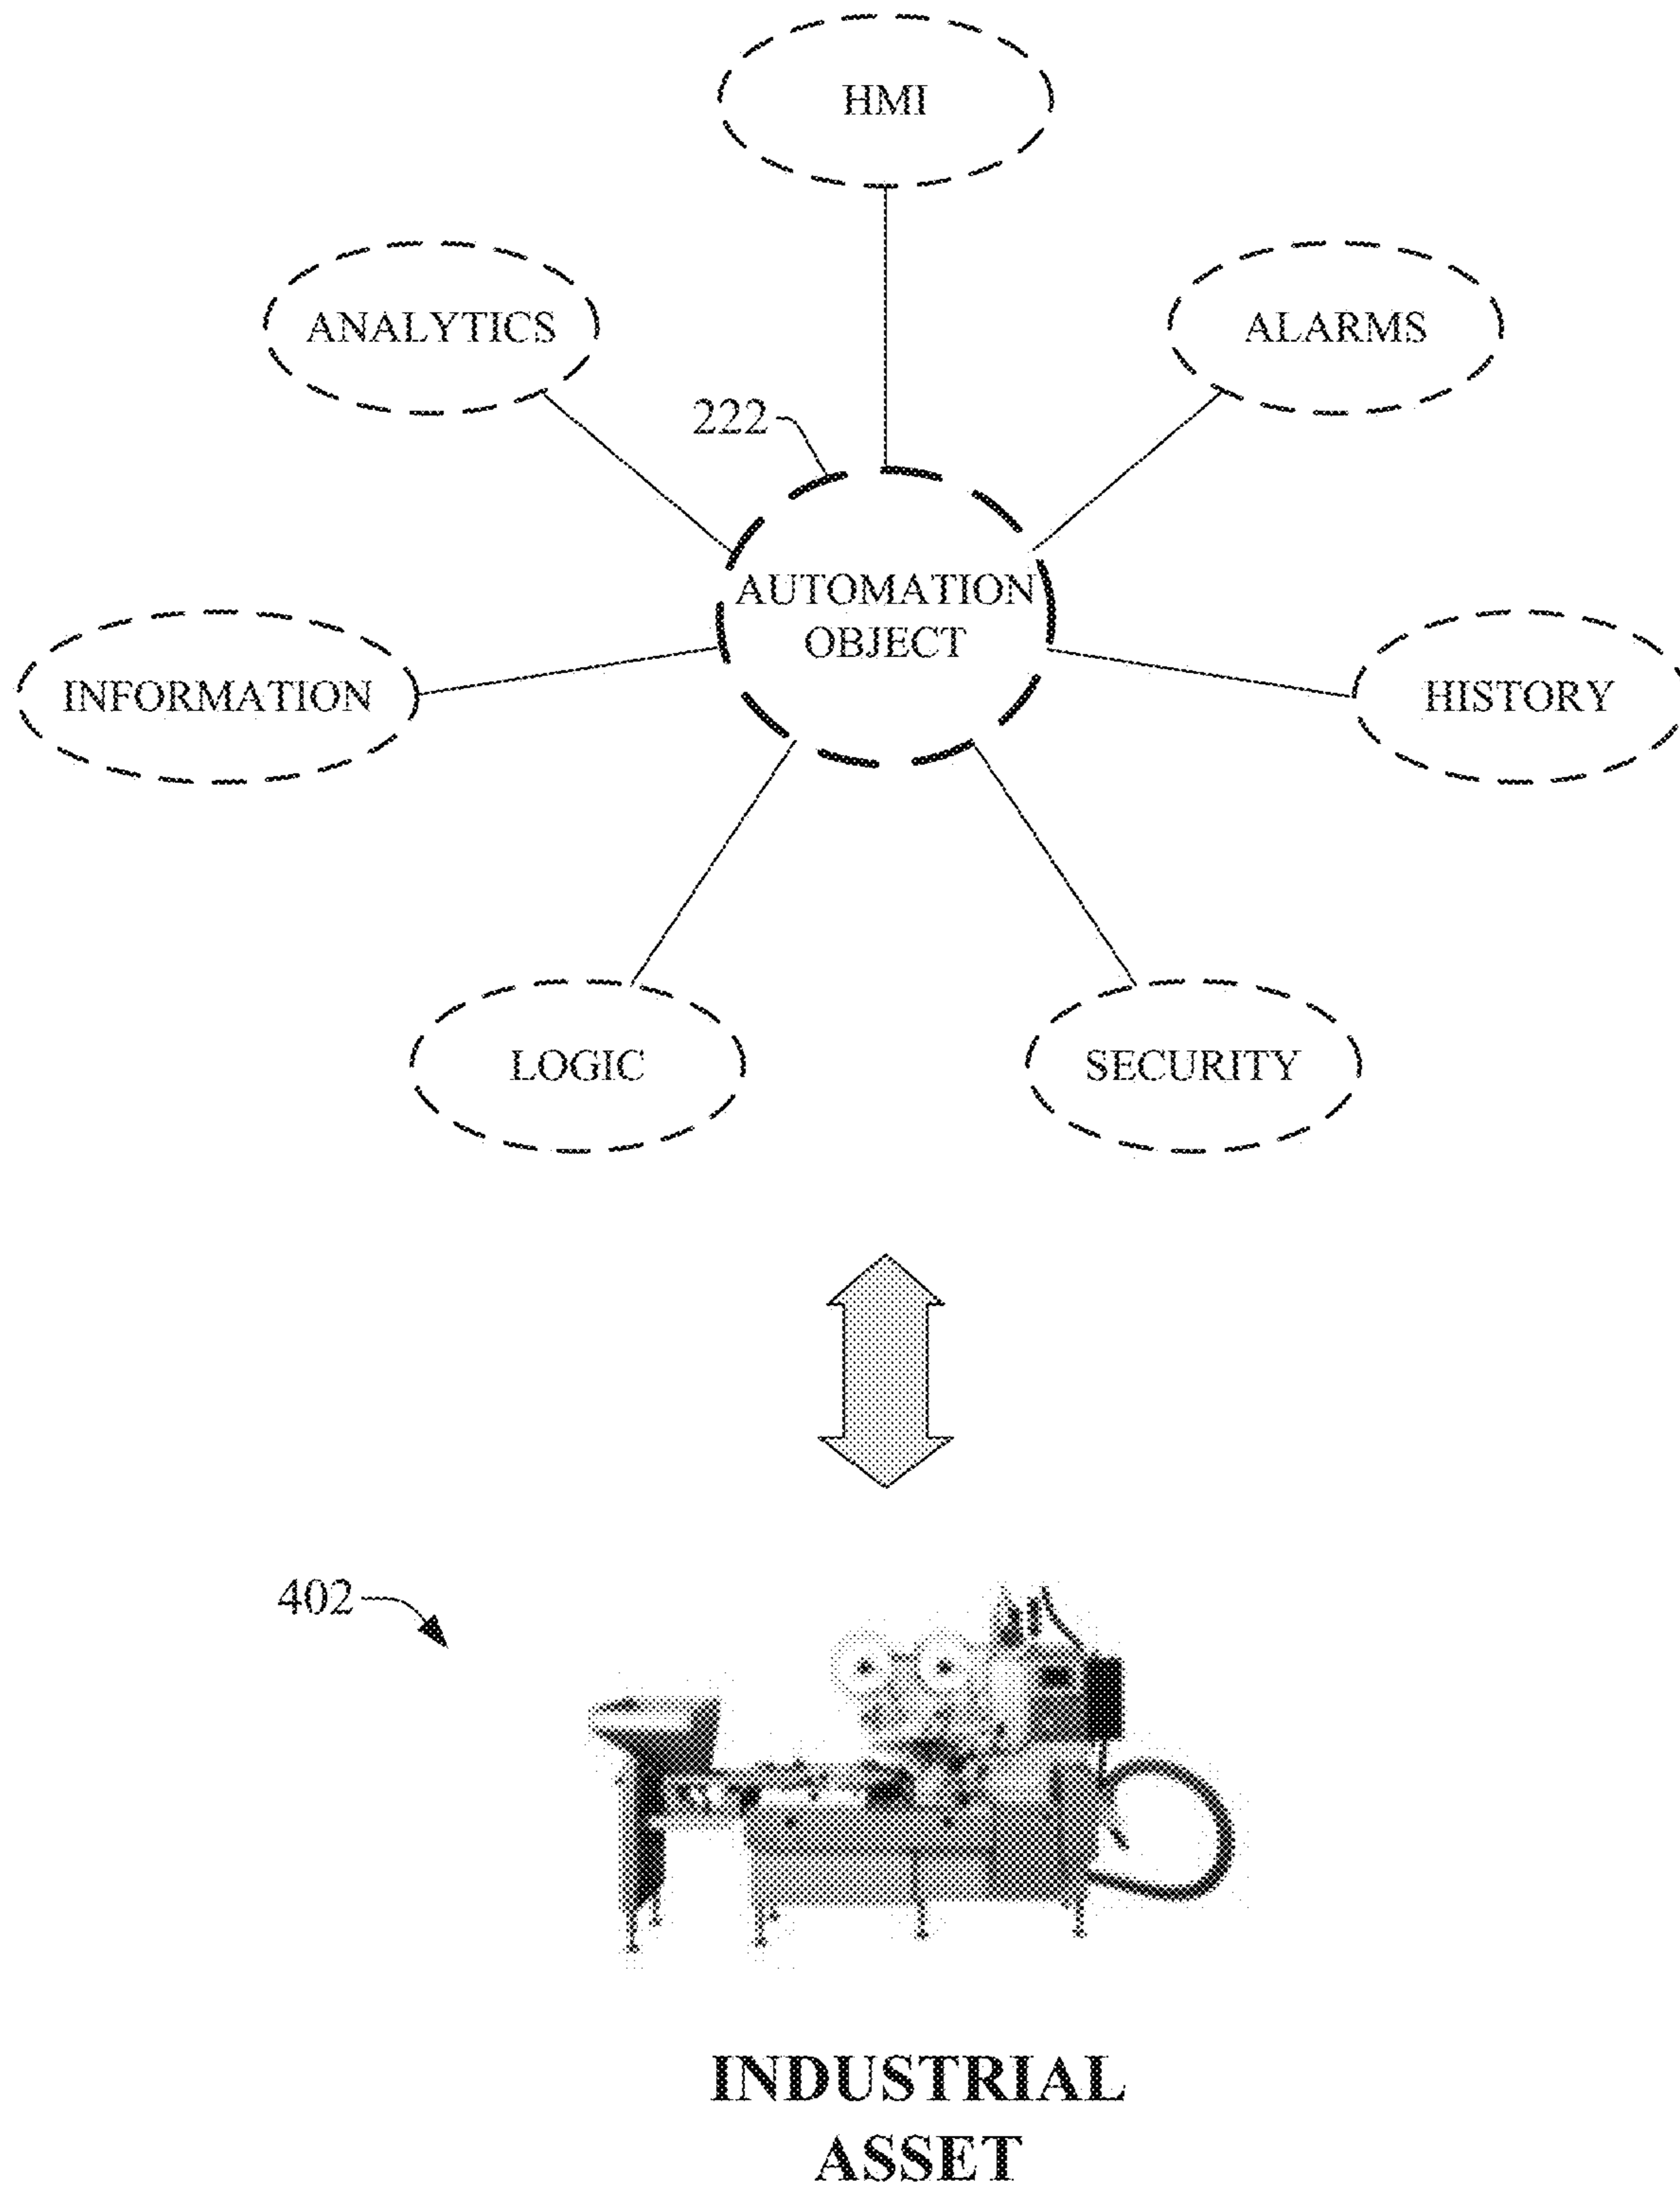 HMI
ANALYTICS
ALARMS
222
AUTOMATION
OBJECT
INFORMATION
HISTORY
LOGIC
SECURITY
402
INDUSTRIAL
ASSET